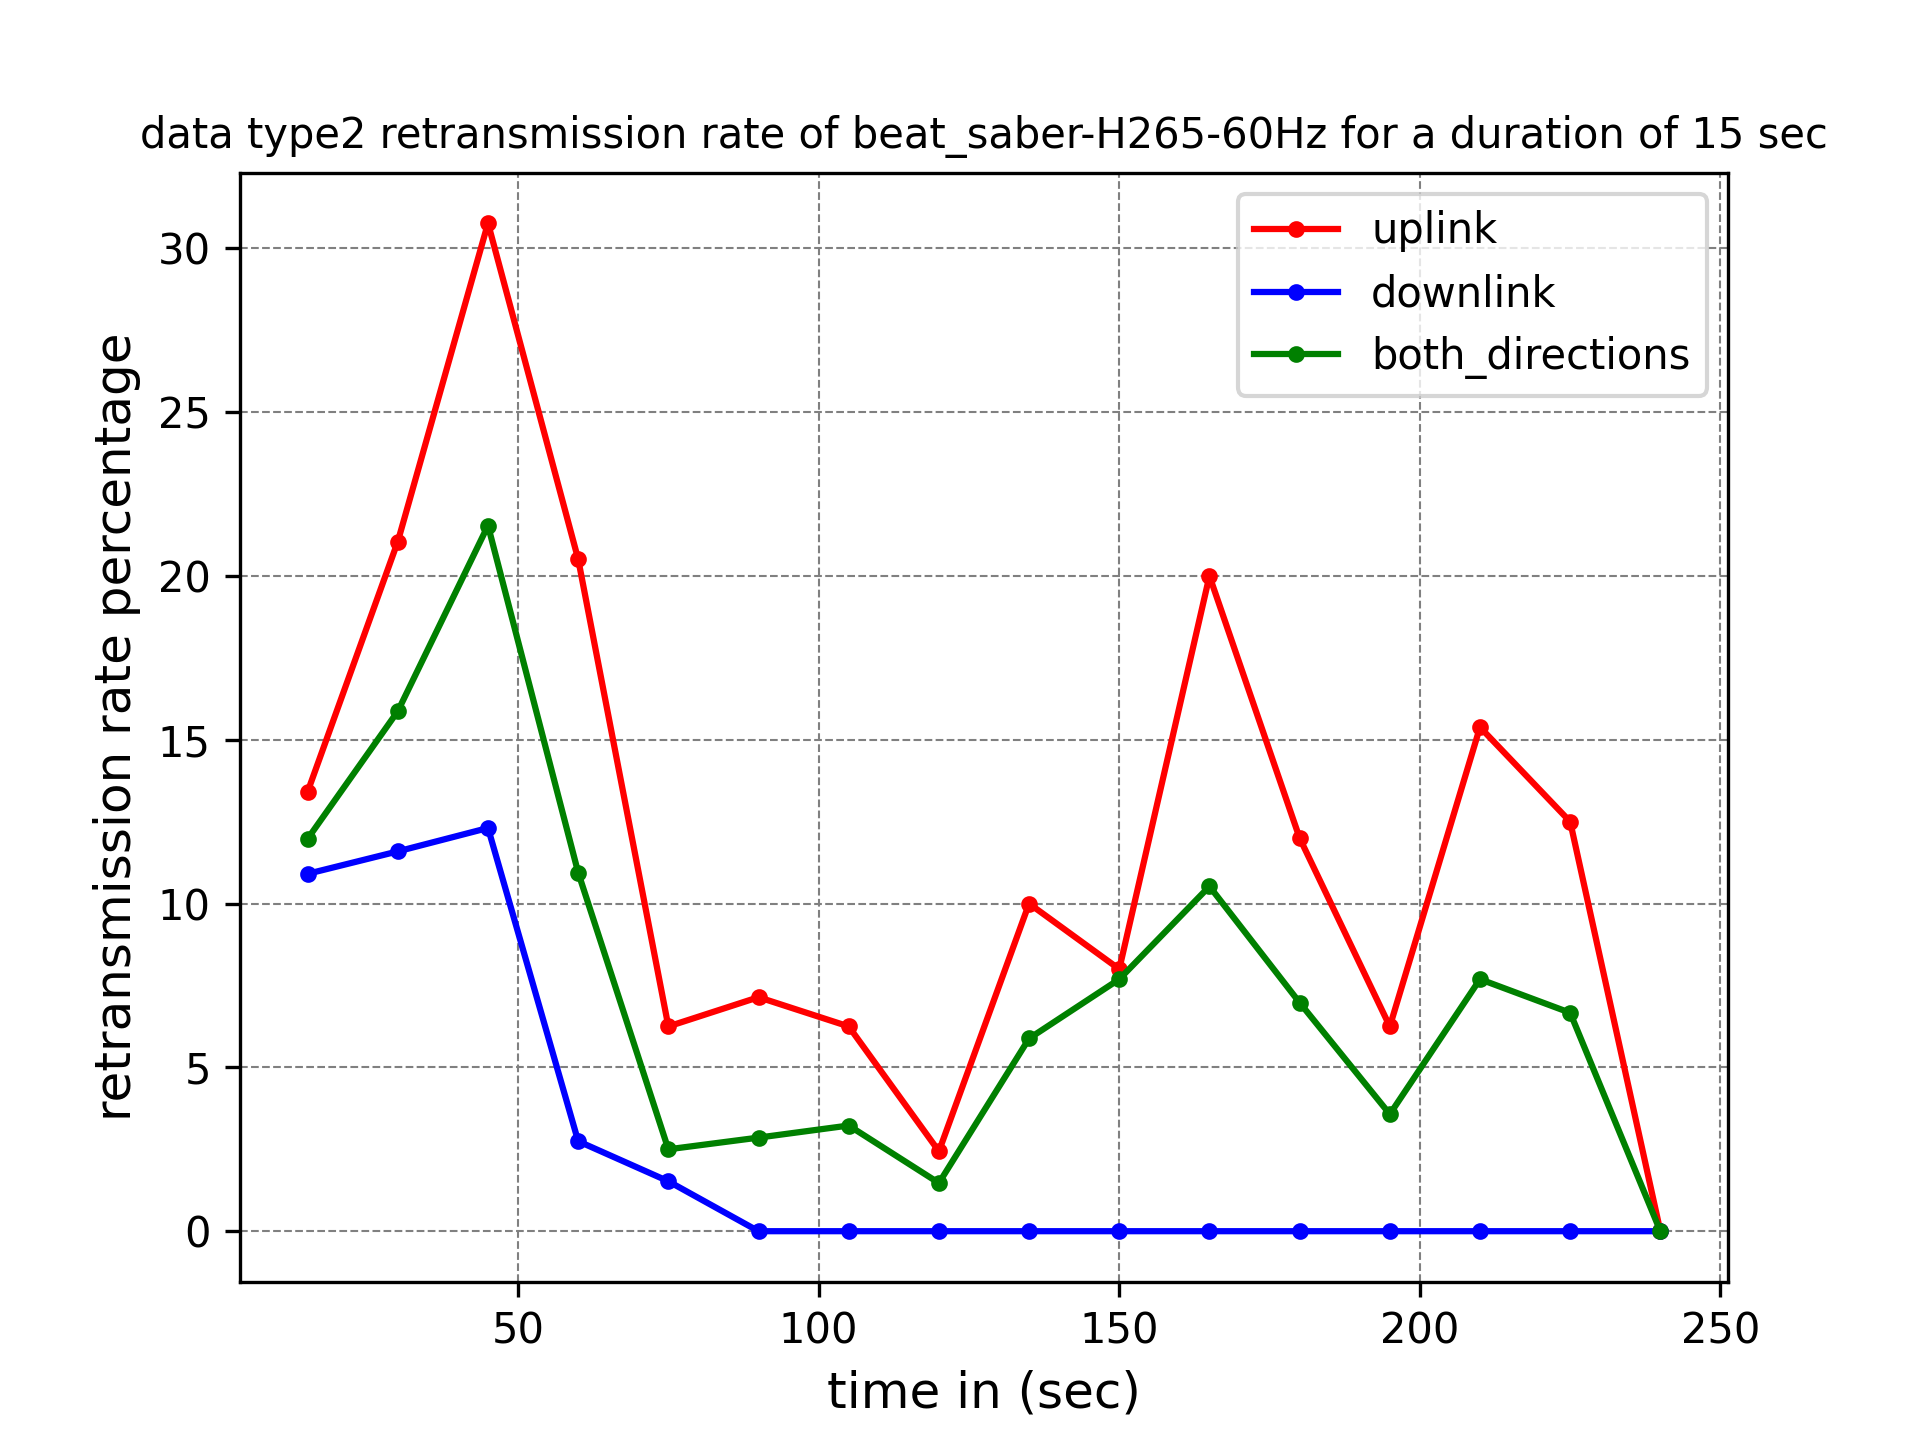 data type2 retransmission rate of beat_saber-H265-60Hz for a duration of 15 sec
uplink
downlink
both_directions
retransmission rate percentage
30
25
20
15
10
5
0
50 100 150 200 250
time in (sec)